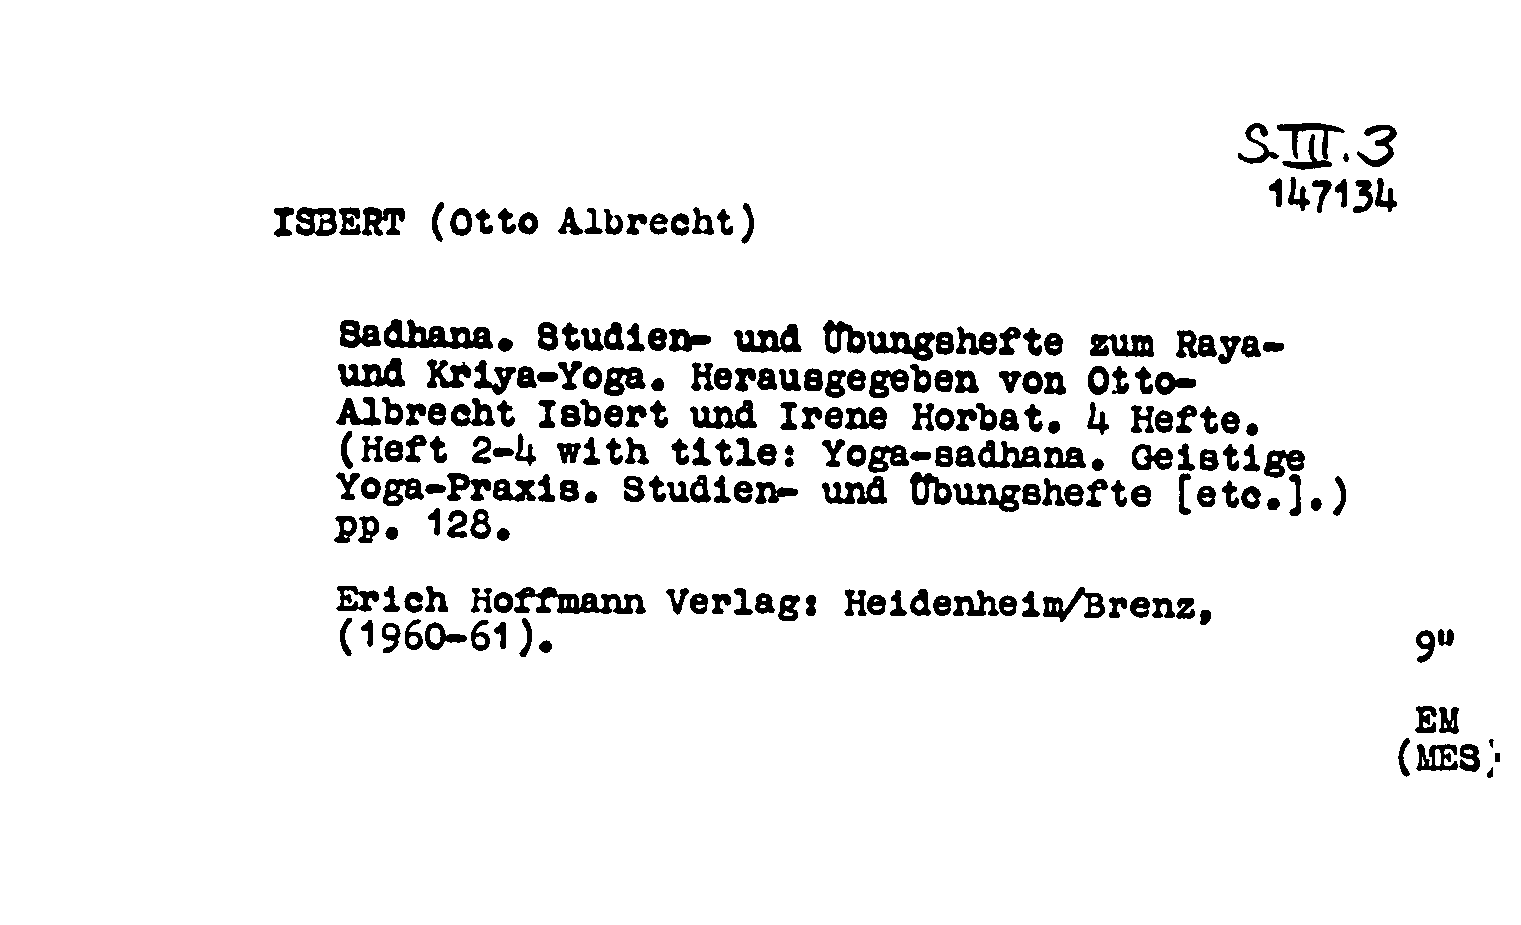 S.III.3
147134
ISBERT (Otto Albrecht)
Sadhana. Studien- und Übungshefte zum Raya-
und Kriya-Yoga. Herausgegeben von Otto-
Albrecht Isbert und Irene Horbat. 4 Hefte.
(Heft 2-4 with title: Yoga-sadhana. Geistige
Yoga-Praxis. Studien- und Übungshefte [etc.].)
pp. 128.
Erich Hoffmann Verlag: Heidenheim/Brenz,
(1960-61).
9"
EM
(MES)